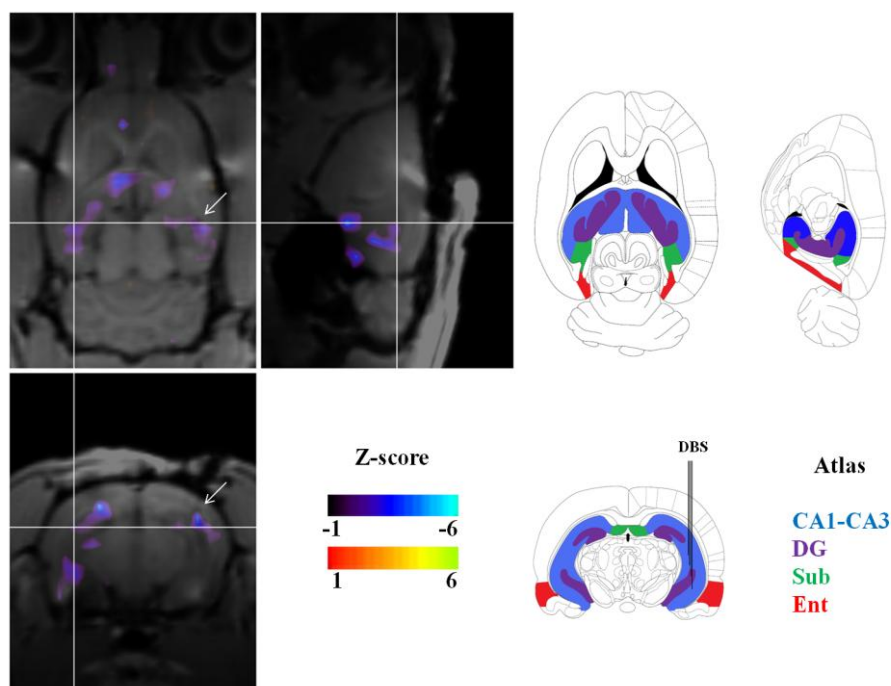 Z-score
-1 -6
1 6
DBS
Atlas
CA1-CA3
DG
Sub
Ent